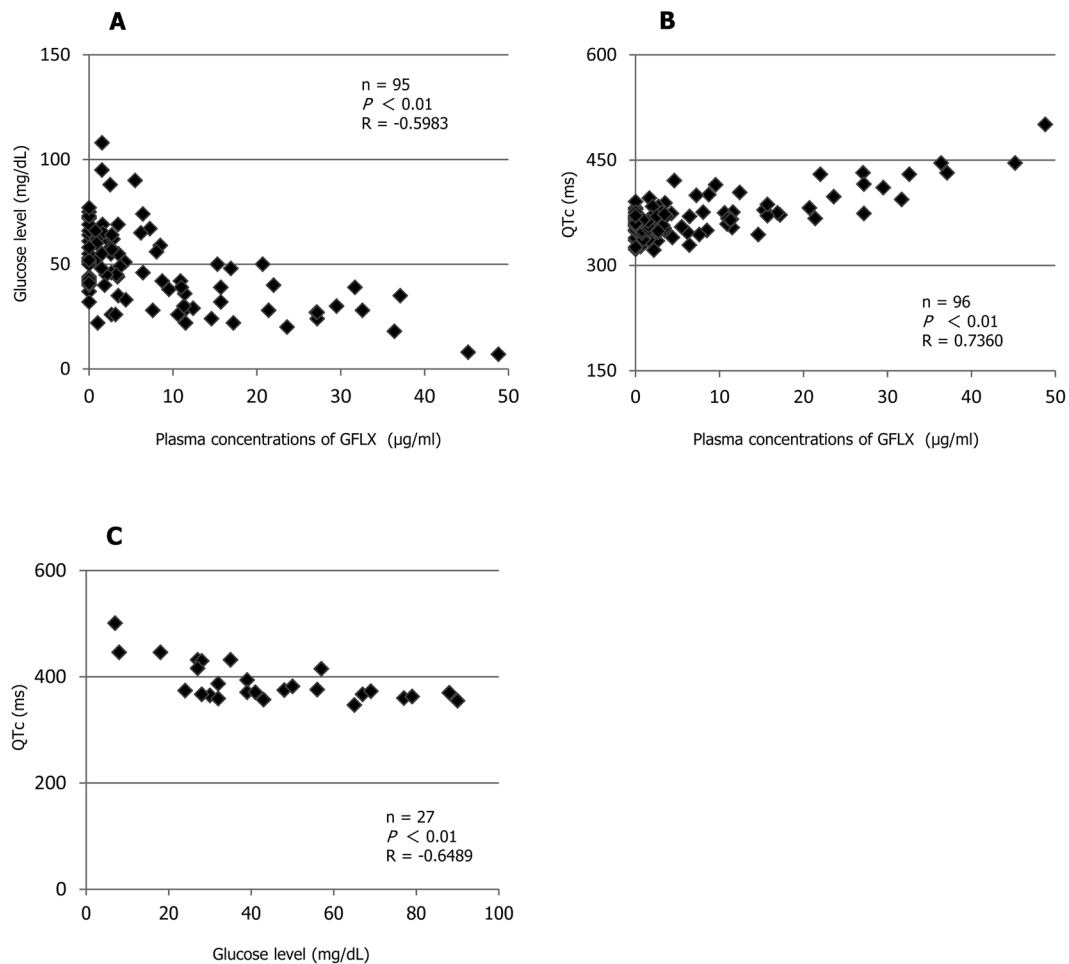 A
150
100
50
0
0 10 20 30 40 50
Glucose level (mg/dL)
Plasma concentrations of GFLX (μg/ml)
n = 95
P < 0.01
R = -0.5983
B
600
450
300
150
0 10 20 30 40 50
QTc (ms)
Plasma concentrations of GFLX (μg/ml)
n = 96
P < 0.01
R = 0.7360
C
600
400
200
0
0 20 40 60 80 100
QTc (ms)
Glucose level (mg/dL)
n = 27
P < 0.01
R = -0.6489